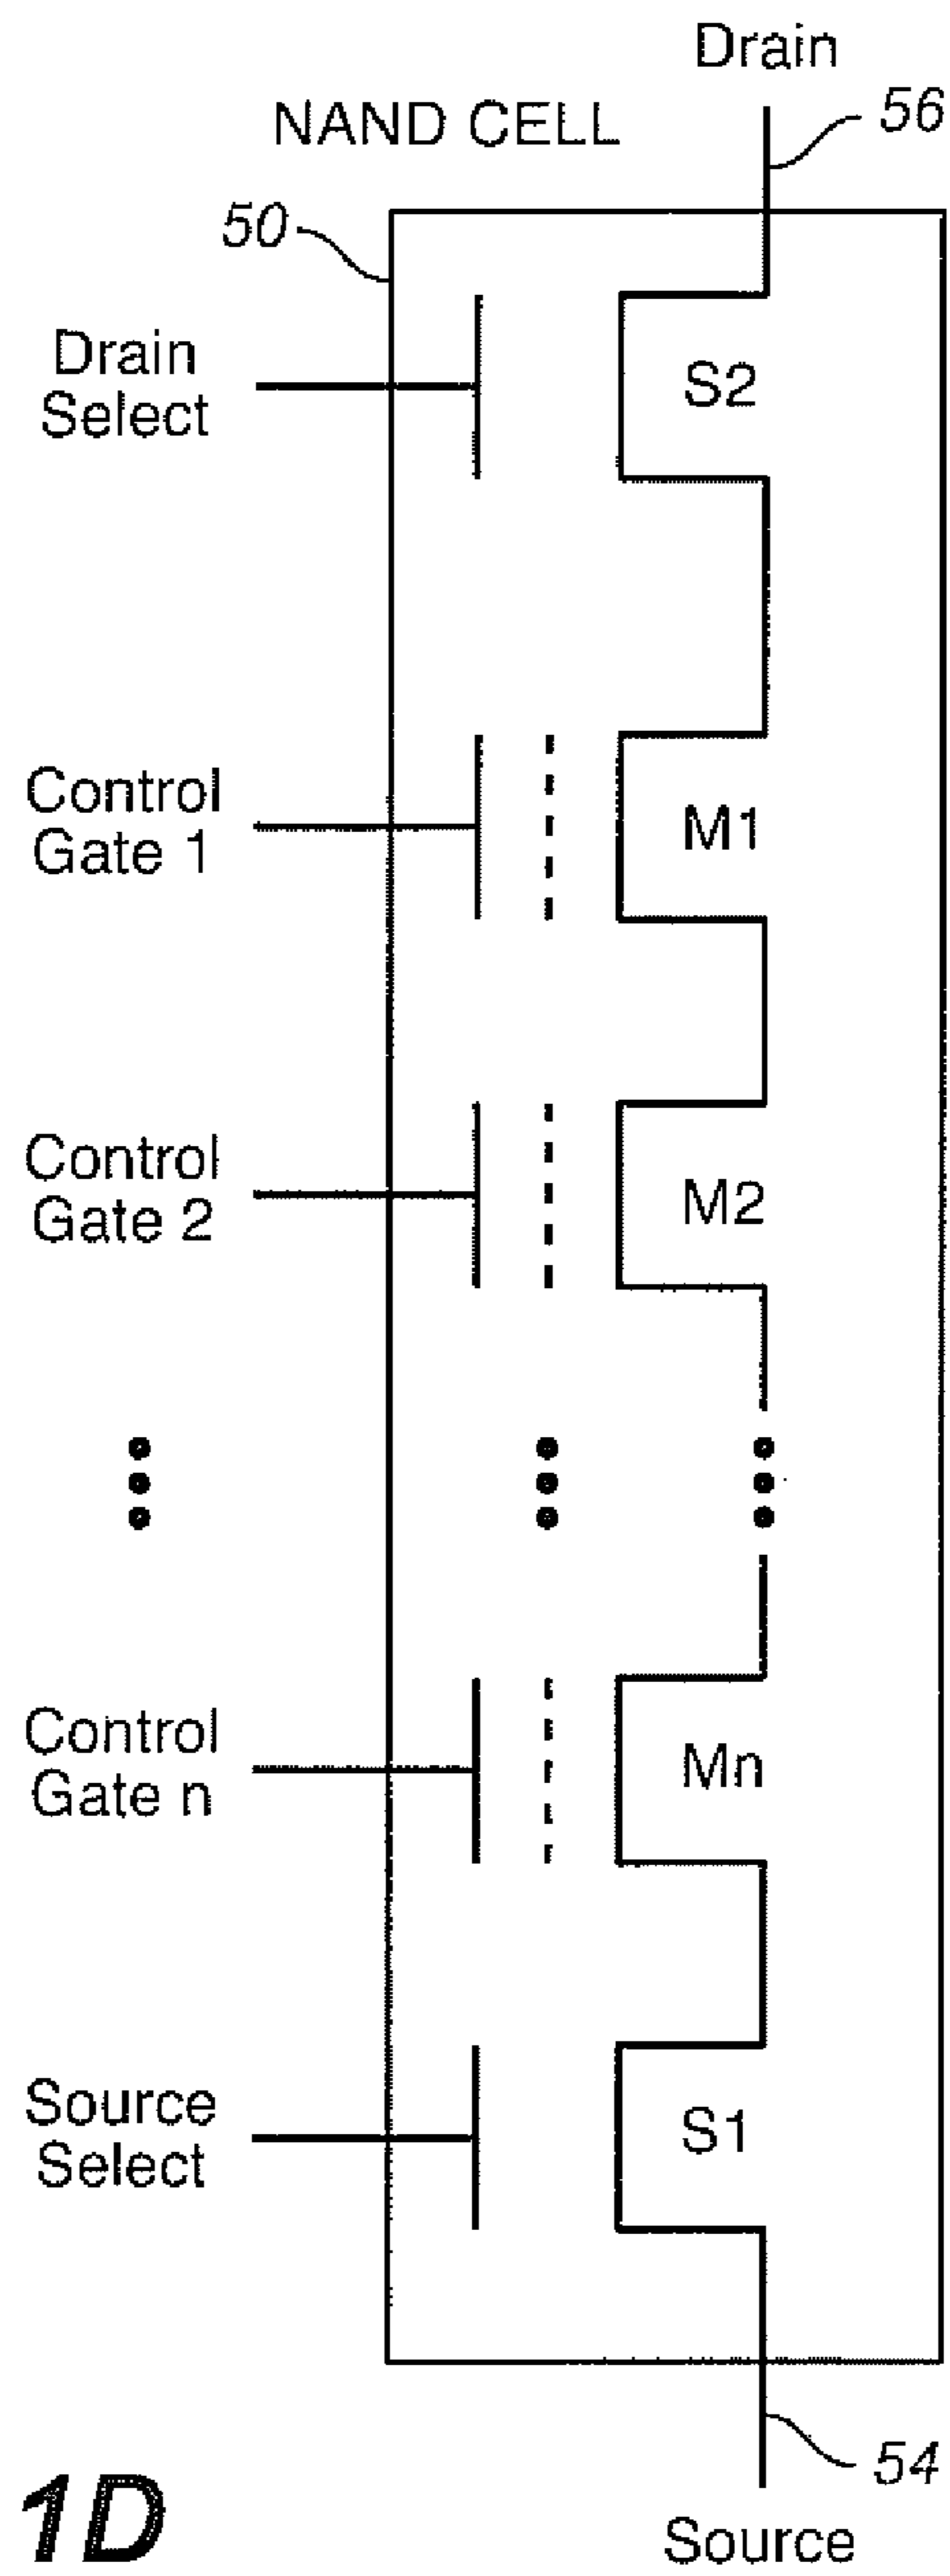 Drain
56
NAND CELL
50
Drain
Select
S2
Control
Gate 1
M1
Control
Gate 2
M2
Control
Gate n
Mn
Source
Select
S1
54
1D
Source